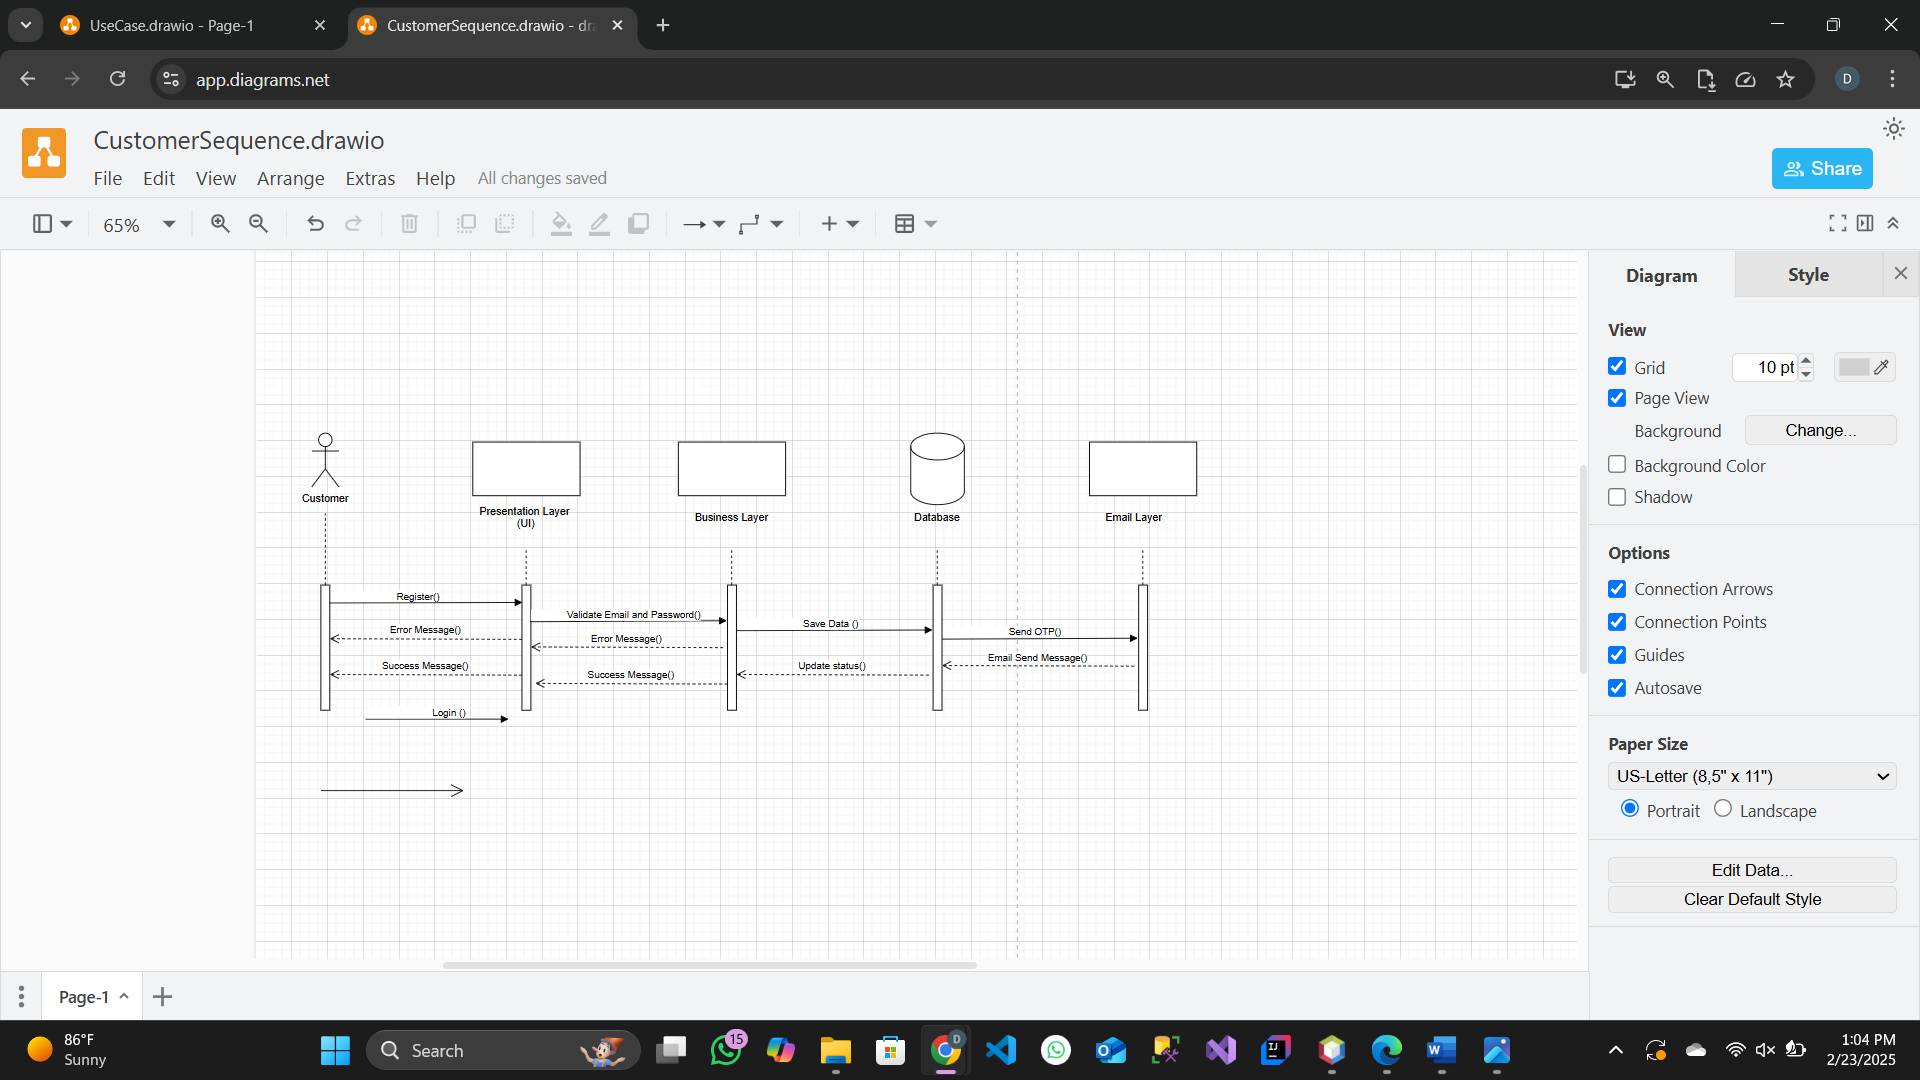 UseCase.drawio - Page-1
CustomerSequence.drawio - dra
app.diagrams.net
D
CustomerSequence.drawio
File Edit View Arrange Extras Help All changes saved
Share
65%
Diagram Style
View
Grid 10 pt
Page View
Background Change...
Background Color
Shadow
Customer
Presentation Layer
(UI)
Business Layer
Database
Email Layer
Options
Connection Arrows
Connection Points
Guides
Autosave
Register()
Validate Email and Password()
Save Data ()
Error Message()
Error Message()
Send OTP()
Email Send Message()
Success Message()
Update status()
Success Message()
Login ()
Paper Size
US-Letter (8,5" x 11")
Portrait Landscape
Edit Data...
Clear Default Style
Page-1
86°F
Sunny
Search
15
D
1:04 PM
2/23/2025